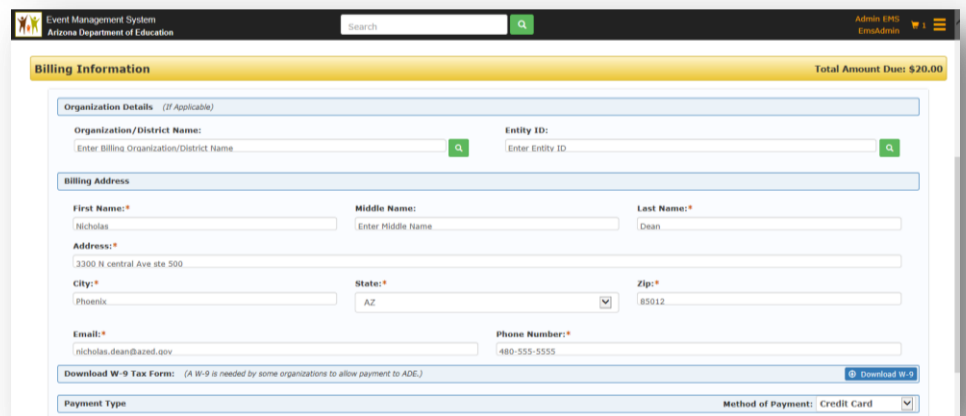 Event Management System
Arizona Department of Education
Search
Admin EMS
EmsAdmin
1
Billing Information
Total Amount Due: $20.00
Organization Details (If Applicable)
Organization/District Name:
Entity ID:
Enter Billing Organization/District Name
Enter Entity ID
Billing Address
First Name:*
Middle Name:
Last Name:*
Nicholas
Enter Middle Name
Dean
Address:*
3300 N central Ave ste 500
City:*
State:*
Zip:*
Phoenix
AZ
85012
Email:*
Phone Number:*
nicholas.dean@azed.gov
480-555-5555
Download W-9 Tax Form: (A W-9 is needed by some organizations to allow payment to ADE.)
Download W-9
Payment Type
Method of Payment: Credit Card